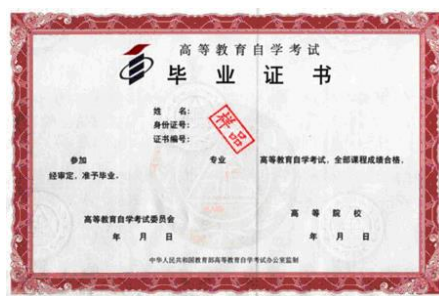 高等教育自学考试
毕业证书
姓 名：
身份证号：
证书编号：
样品
参加 专业 高等教育自学考试，全部课程成绩合格，
经审定，准予毕业。
高等教育自学考试委员会 高等院校
年 月 日 年 月 日
中华人民共和国教育部高等教育自学考试办公室监制